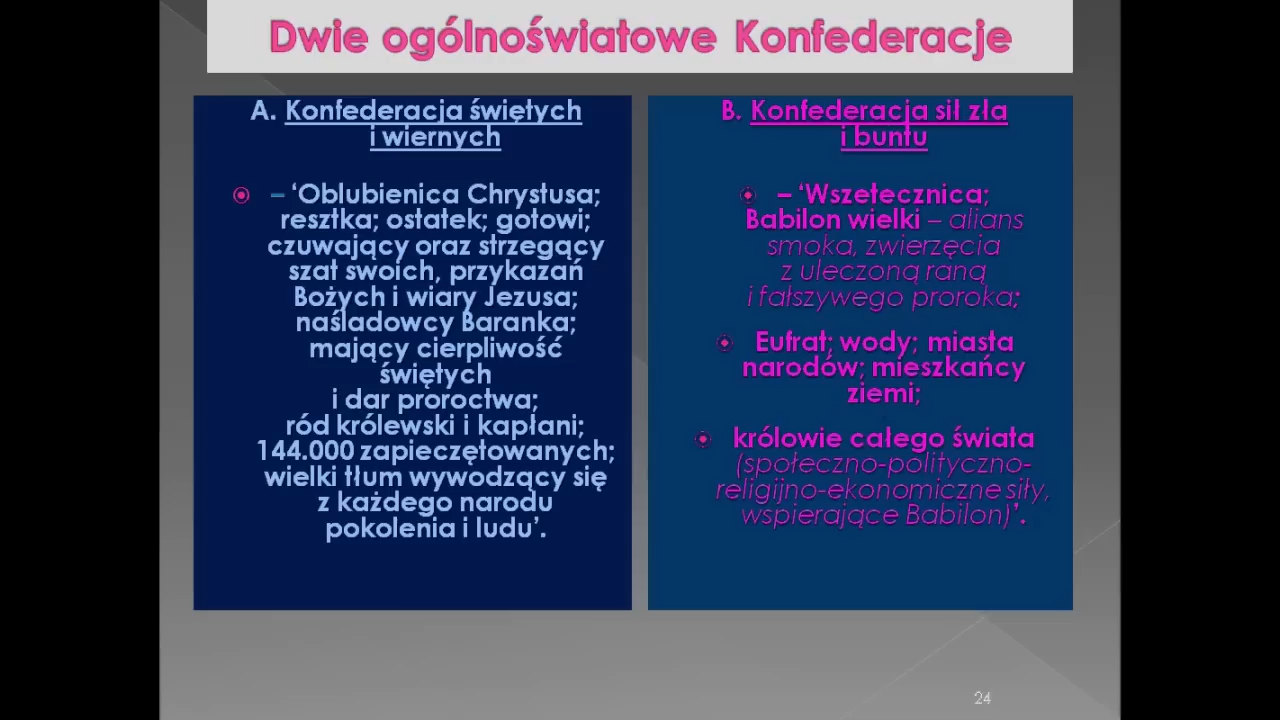 Dwie ogólnoświatowe Konfederacje
A. Konfederacja świętych
i wiernych
– ‘Oblubienica Chrystusa;
resztka; ostatek; gotowi;
czuwający oraz strzegący
szat swoich, przykazań
Bożych i wiary Jezusa;
naśladowcy Baranka;
mający cierpliwość
świętych
i dar proroctwa;
ród królewski i kapłani;
144.000 zapieczętowanych;
wielki tłum wywodzący się
z każdego narodu
pokolenia i ludu’.
B. Konfederacja sił zła
i buntu
– ‘Wszetecznica;
Babilon wielki – alians
smoka, zwierzęcia
z uleczoną raną
i fałszywego proroka;
Eufrat; wody; miasta
narodów; mieszkańcy
ziemi;
królowie całego świata
(społeczno-polityczno-
religijno-ekonomiczne siły,
wspierające Babilon)’.
24